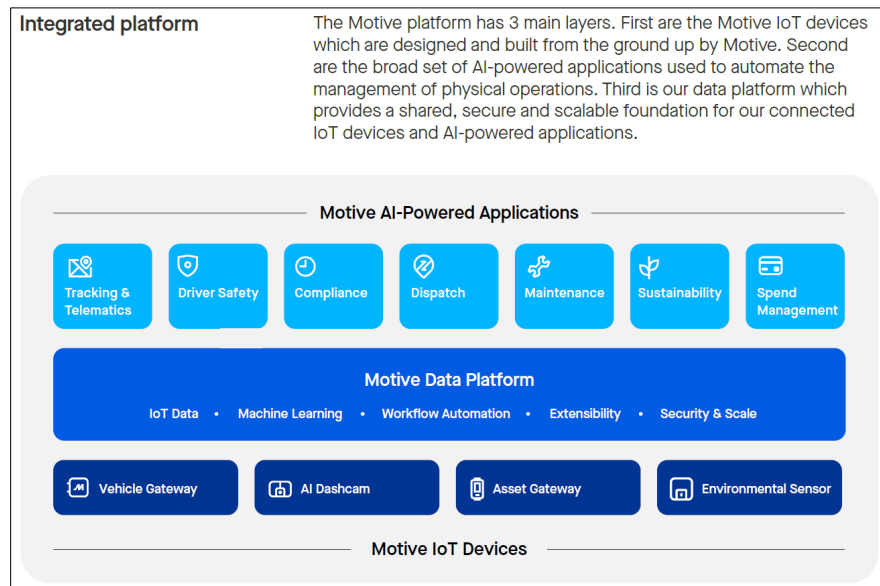 Integrated platform
The Motive platform has 3 main layers. First are the Motive IoT devices
which are designed and built from the ground up by Motive. Second
are the broad set of AI-powered applications used to automate the
management of physical operations. Third is our data platform which
provides a shared, secure and scalable foundation for our connected
IoT devices and AI-powered applications.
Motive AI-Powered Applications
Tracking &
Telematics
Driver Safety
Compliance
Dispatch
Maintenance
Sustainability
Spend
Management
Motive Data Platform
IoT Data • Machine Learning • Workflow Automation • Extensibility • Security & Scale
Vehicle Gateway
AI Dashcam
Asset Gateway
Environmental Sensor
Motive IoT Devices